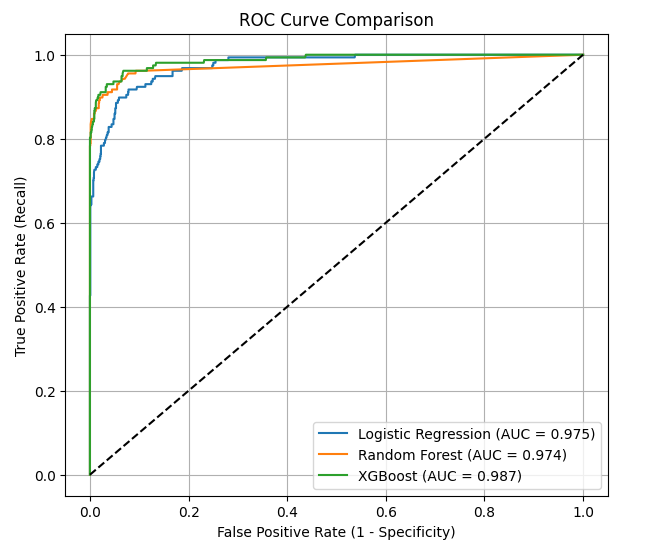 ROC Curve Comparison
True Positive Rate (Recall)
1.0
0.8
0.6
0.4
0.2
0.0
Logistic Regression (AUC = 0.975)
Random Forest (AUC = 0.974)
XGBoost (AUC = 0.987)
0.0 0.2 0.4 0.6 0.8 1.0
False Positive Rate (1 - Specificity)